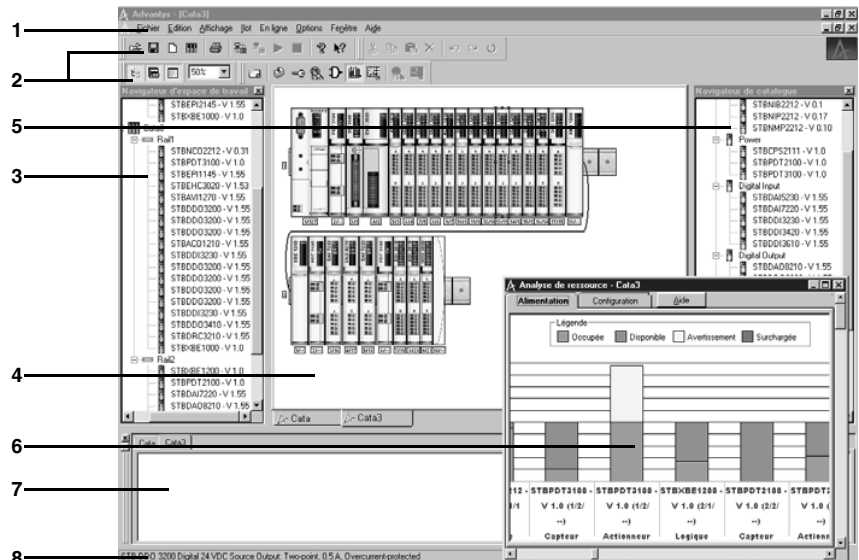 Advantys - [Cata3]
Fichier Edition Affichage Ilot En ligne Options Fenêtre Aide
50%
Navigateur d'espace de travail
STBEPI2145 - V 1.55
STBXBE1000 - V 1.0
Cata3
Rail1
STBNCO2212 - V 0.31
STBPDT3100 - V 1.0
STBEPI1145 - V 1.55
STBEHC3020 - V 1.53
STBAVI1270 - V 1.55
STBDDO3200 - V 1.55
STBDDO3200 - V 1.55
STBDDO3200 - V 1.55
STBACO1210 - V 1.55
STBDDI3230 - V 1.55
STBDDO3200 - V 1.55
STBDDO3200 - V 1.55
STBDDO3200 - V 1.55
STBDDO3200 - V 1.55
STBDDI3230 - V 1.55
STBDDO3410 - V 1.55
STBDRC3210 - V 1.55
STBXBE1000 - V 1.0
Rail2
STBXBE1200 - V 1.0
STBPDT2100 - V 1.0
STBDAI7220 - V 1.55
STBDAO8210 - V 1.55
Cata
Cata3
Navigateur de catalogue
STBNIB2212 - V 0.1
STBNIP2212 - V 0.17
STBNMP2212 - V 0.10
Power
STBCPS2111 - V 1.0
STBPDT2100 - V 1.0
STBPDT3100 - V 1.0
Digital Input
STBDAI5230 - V 1.55
STBDAI7220 - V 1.55
STBDDI3230 - V 1.55
STBDDI3420 - V 1.55
STBDDI3610 - V 1.55
Digital Output
STBDAO8210 - V 1.55
Analyse de ressource - Cata3
Alimentation Configuration Aide
Légende
Occupée Disponible Avertissement Surchargée
212 - STBPDT3100 - STBPDT3100 - STBXBE1200 - STBPDT2100 - STBPDT2
V 1.0 (1/2/ V 1.0 (1/2/ V 1.0 (2/1/ V 1.0 (2/2/ V 1.0
--) --) --) --)
Capteur Actionneur Logique Capteur Actionn
Cata Cata3
STB DDO 3200 Digital 24 VDC Source Output: Two-point, 0.5 A, Overcurrent-protected
1
2
3
4
5
6
7
8